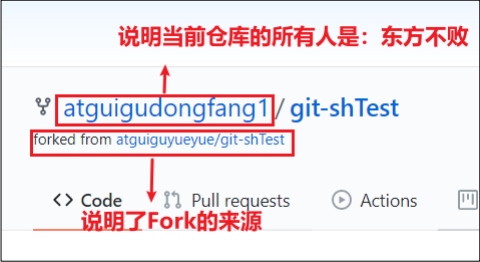 说明当前仓库的所有人是：东方不败
atguigudongfang1 / git-shTest
forked from atguiguyueyue/git-shTest
Code Pull requests Actions
说明了Fork的来源